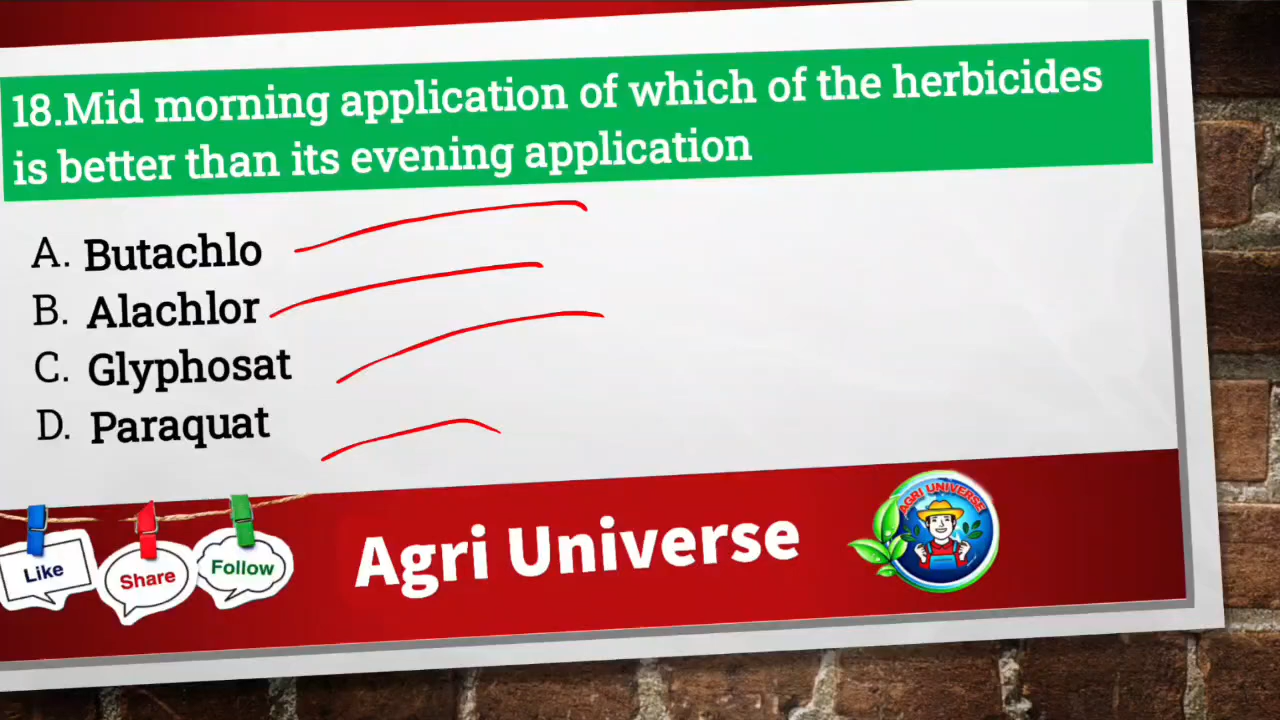 18.Mid morning application of which of the herbicides
is better than its evening application
A. Butachlo
B. Alachlor
C. Glyphosat
D. Paraquat
Like
Share
Follow
Agri Universe
AGRI UNIVERSE